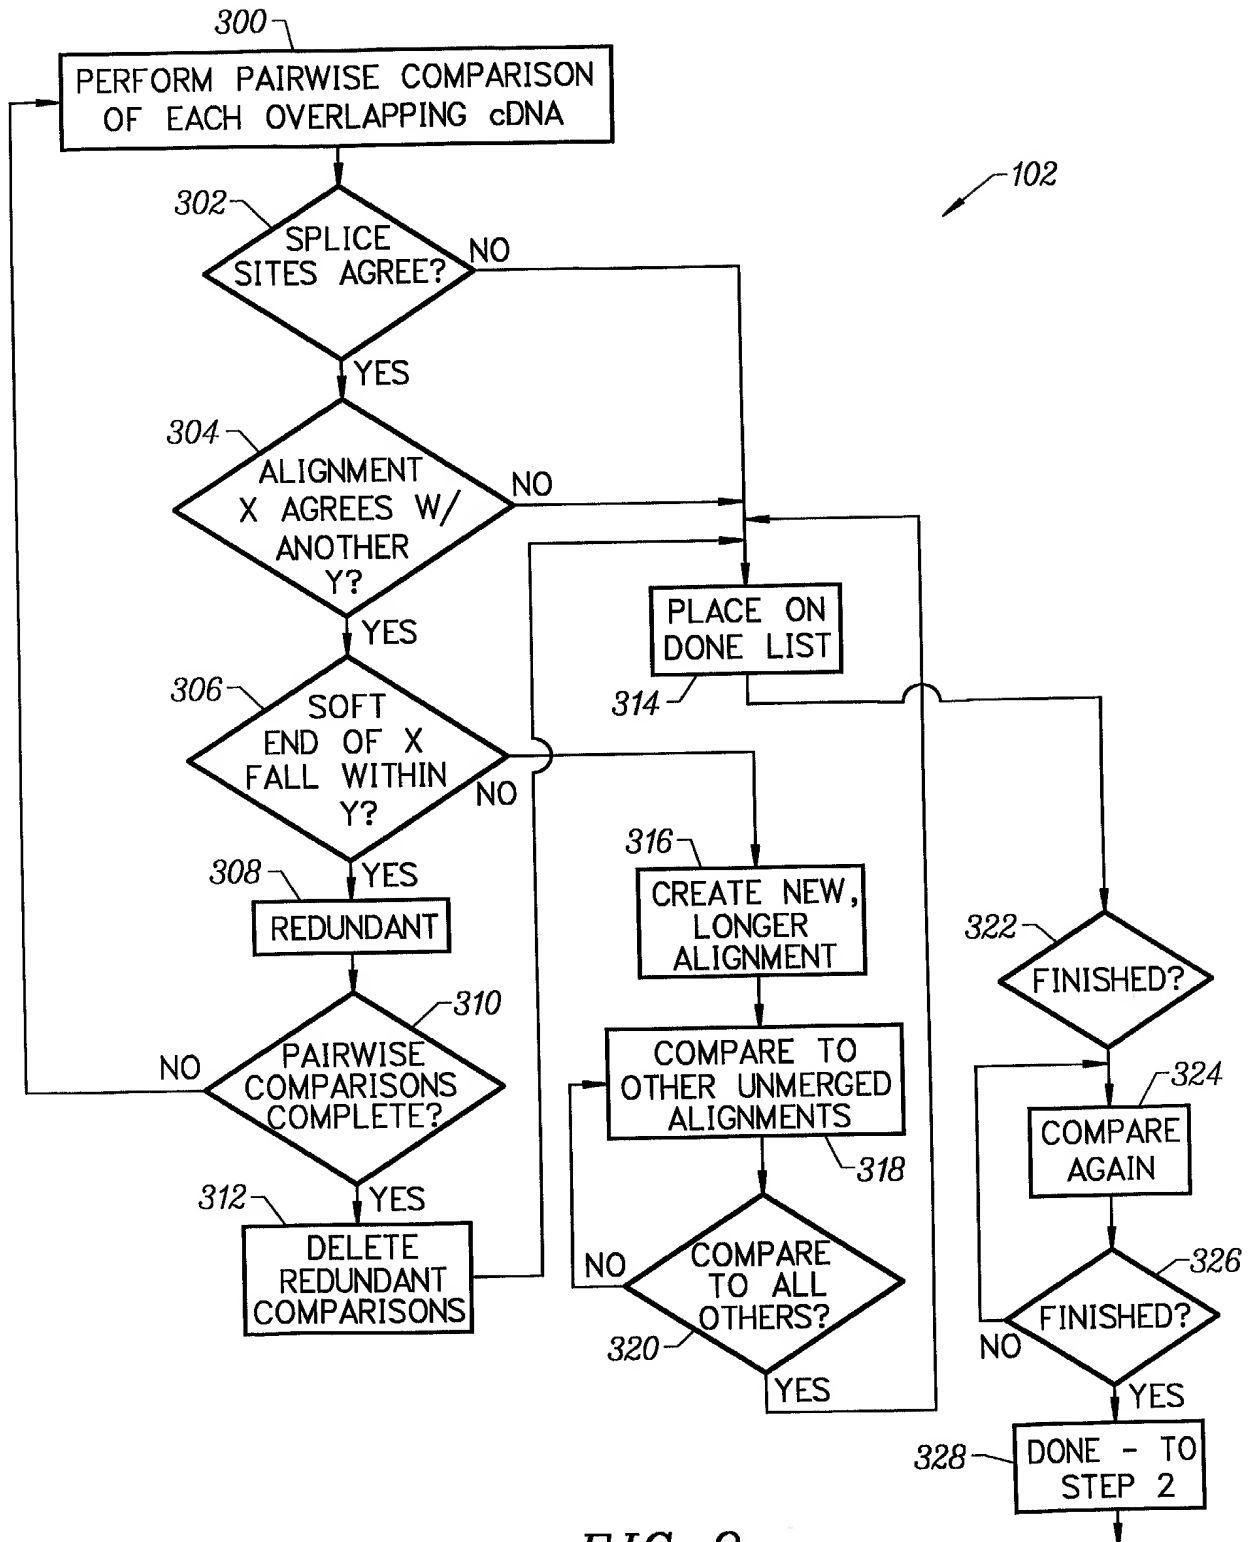 300
PERFORM PAIRWISE COMPARISON
OF EACH OVERLAPPING cDNA
102
302
SPLICE
SITES AGREE?
NO
YES
304
ALIGNMENT
X AGREES W/
ANOTHER
Y?
NO
YES
306
SOFT
END OF X
FALL WITHIN
Y?
NO
YES
308
REDUNDANT
310
PAIRWISE
COMPARISONS
COMPLETE?
NO
YES
312
DELETE
REDUNDANT
COMPARISONS
PLACE ON
DONE LIST
314
316
CREATE NEW,
LONGER
ALIGNMENT
COMPARE TO
OTHER UNMERGED
ALIGNMENTS
318
COMPARE
TO ALL
OTHERS?
NO
320
YES
322
FINISHED?
324
COMPARE
AGAIN
326
FINISHED?
NO
YES
328
DONE - TO
STEP 2
FIG.